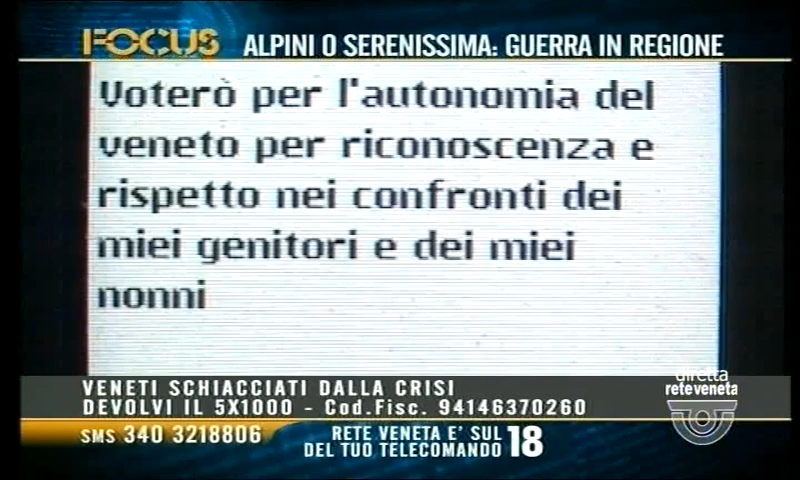 FOCUS
ALPINI O SERENISSIMA: GUERRA IN REGIONE
Voterò per l'autonomia del
veneto per riconoscenza e
rispetto nei confronti dei
miei genitori e dei miei
nonni
diretta
reteveneta
VENETI SCHIACCIATI DALLA CRISI
DEVOLVI IL 5X1000 - Cod.Fisc. 94146370260
SMS 340 3218806
RETE VENETA E' SUL
DEL TUO TELECOMANDO 18